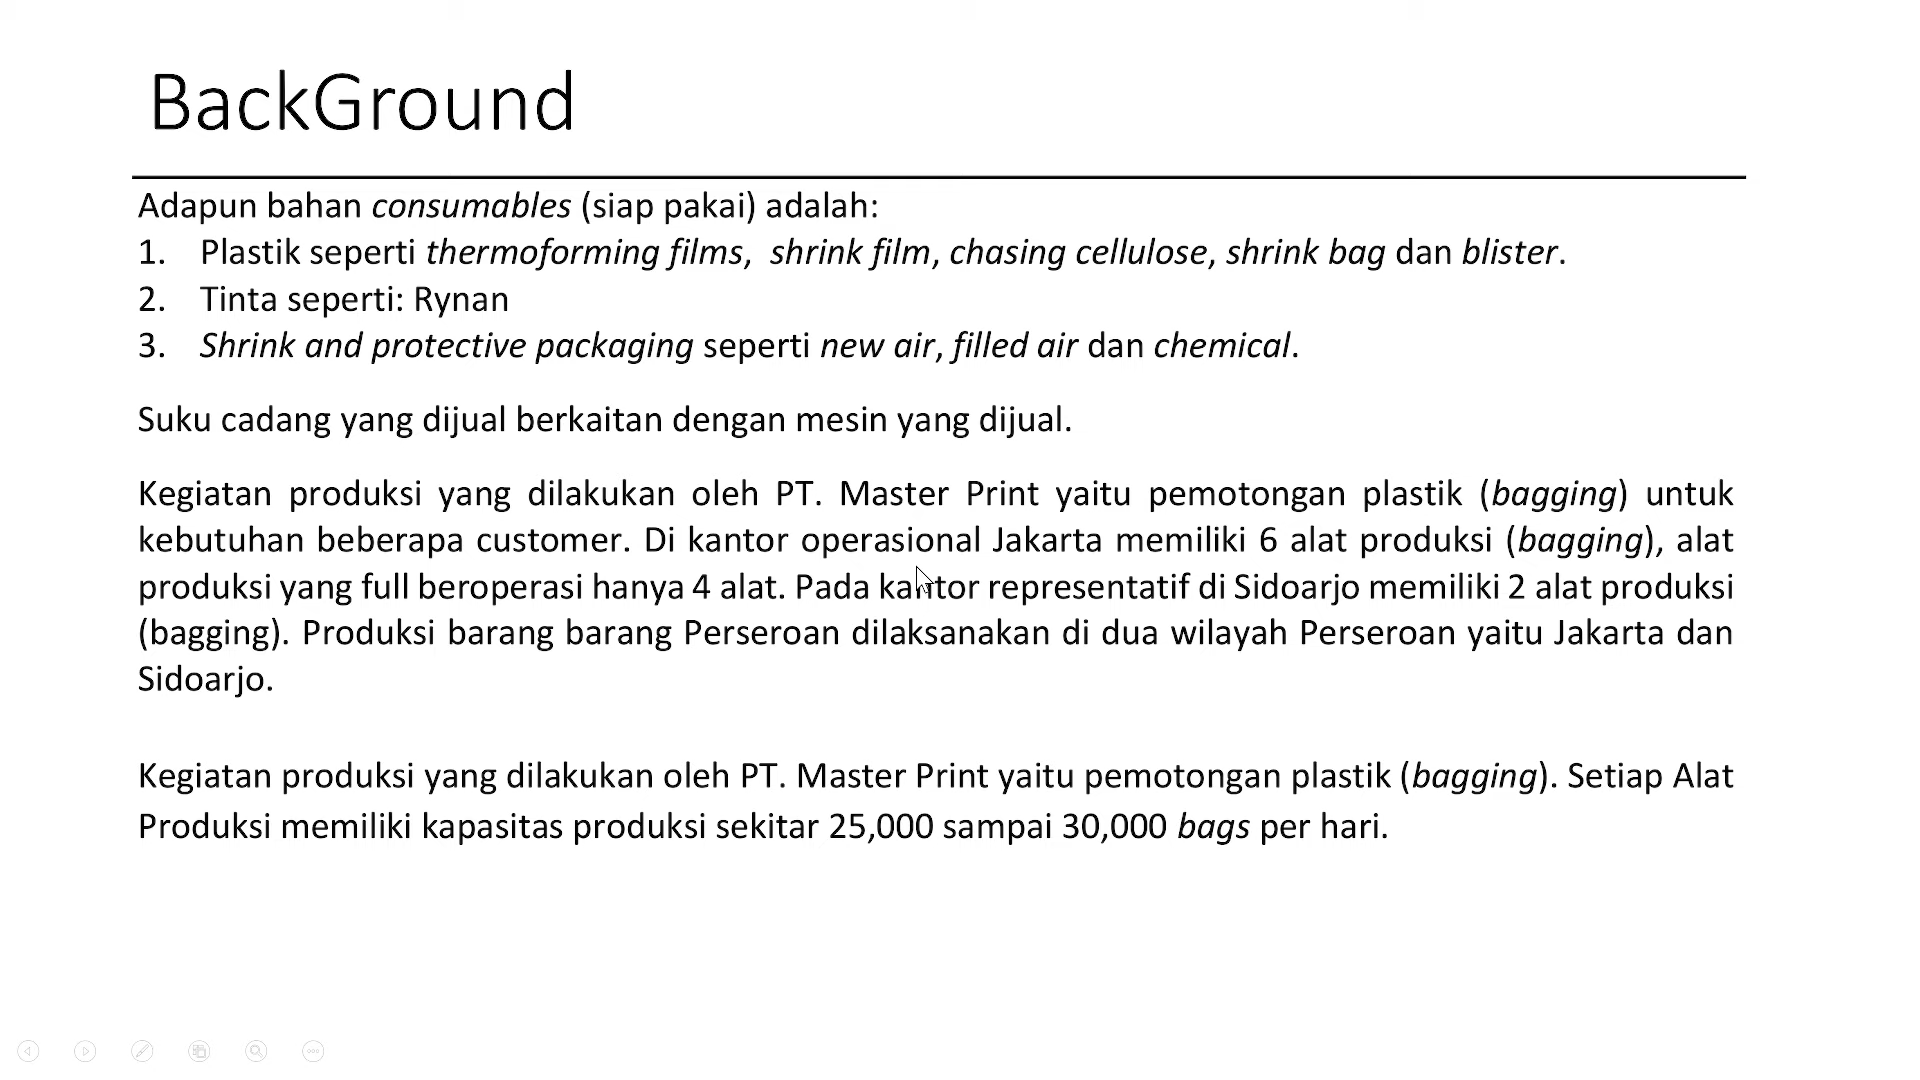 BackGround
Adapun bahan consumables (siap pakai) adalah:
1. Plastik seperti thermoforming films, shrink film, chasing cellulose, shrink bag dan blister.
2. Tinta seperti: Rynan
3. Shrink and protective packaging seperti new air, filled air dan chemical.
Suku cadang yang dijual berkaitan dengan mesin yang dijual.
Kegiatan produksi yang dilakukan oleh PT. Master Print yaitu pemotongan plastik (bagging) untuk
kebutuhan beberapa customer. Di kantor operasional Jakarta memiliki 6 alat produksi (bagging), alat
produksi yang full beroperasi hanya 4 alat. Pada kantor representatif di Sidoarjo memiliki 2 alat produksi
(bagging). Produksi barang barang Perseroan dilaksanakan di dua wilayah Perseroan yaitu Jakarta dan
Sidoarjo.
Kegiatan produksi yang dilakukan oleh PT. Master Print yaitu pemotongan plastik (bagging). Setiap Alat
Produksi memiliki kapasitas produksi sekitar 25,000 sampai 30,000 bags per hari.